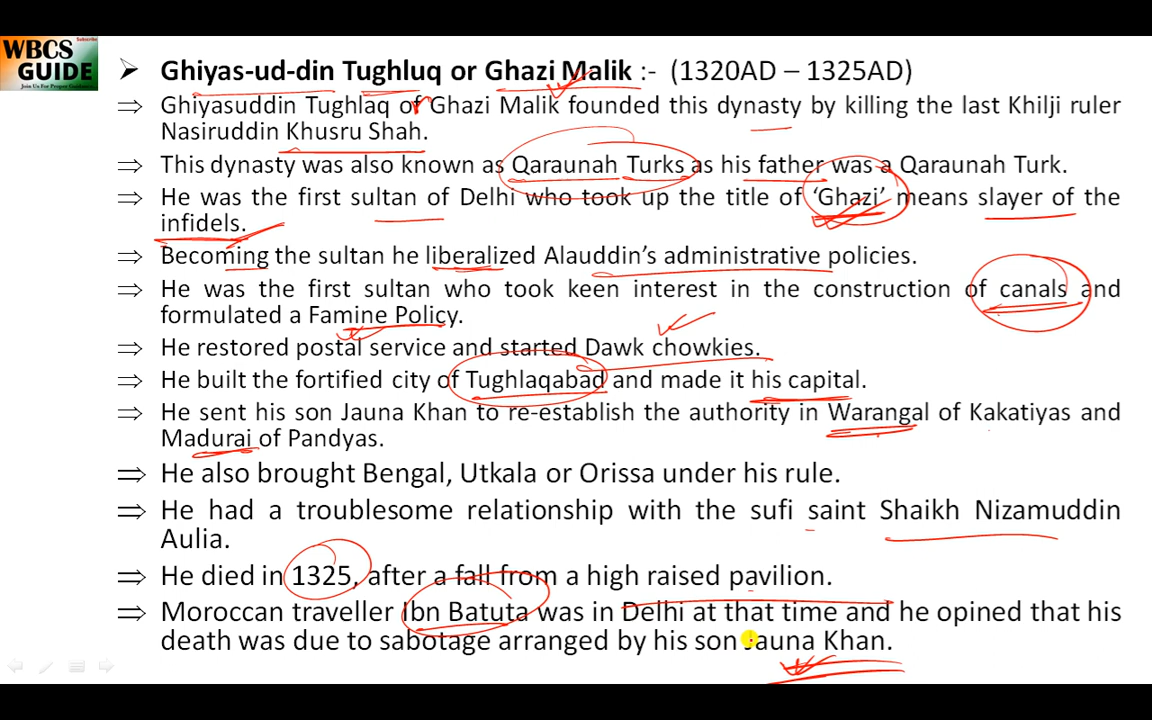 Subscribe
WBCS
GUIDE
Join Us For Proper Guidance
➢ Ghiyas-ud-din Tughluq or Ghazi Malik :- (1320AD – 1325AD)
⇒ Ghiyasuddin Tughlaq of Ghazi Malik founded this dynasty by killing the last Khilji ruler
Nasiruddin Khusru Shah.
⇒ This dynasty was also known as Qaraunah Turks as his father was a Qaraunah Turk.
⇒ He was the first sultan of Delhi who took up the title of ‘Ghazi’ means slayer of the
infidels.
⇒ Becoming the sultan he liberalized Alauddin’s administrative policies.
⇒ He was the first sultan who took keen interest in the construction of canals and
formulated a Famine Policy.
⇒ He restored postal service and started Dawk chowkies.
⇒ He built the fortified city of Tughlaqabad and made it his capital.
⇒ He sent his son Jauna Khan to re-establish the authority in Warangal of Kakatiyas and
Madurai of Pandyas.
⇒ He also brought Bengal, Utkala or Orissa under his rule.
⇒ He had a troublesome relationship with the sufi saint Shaikh Nizamuddin
Aulia.
⇒ He died in 1325, after a fall from a high raised pavilion.
⇒ Moroccan traveller Ibn Batuta was in Delhi at that time and he opined that his
death was due to sabotage arranged by his son Jauna Khan.